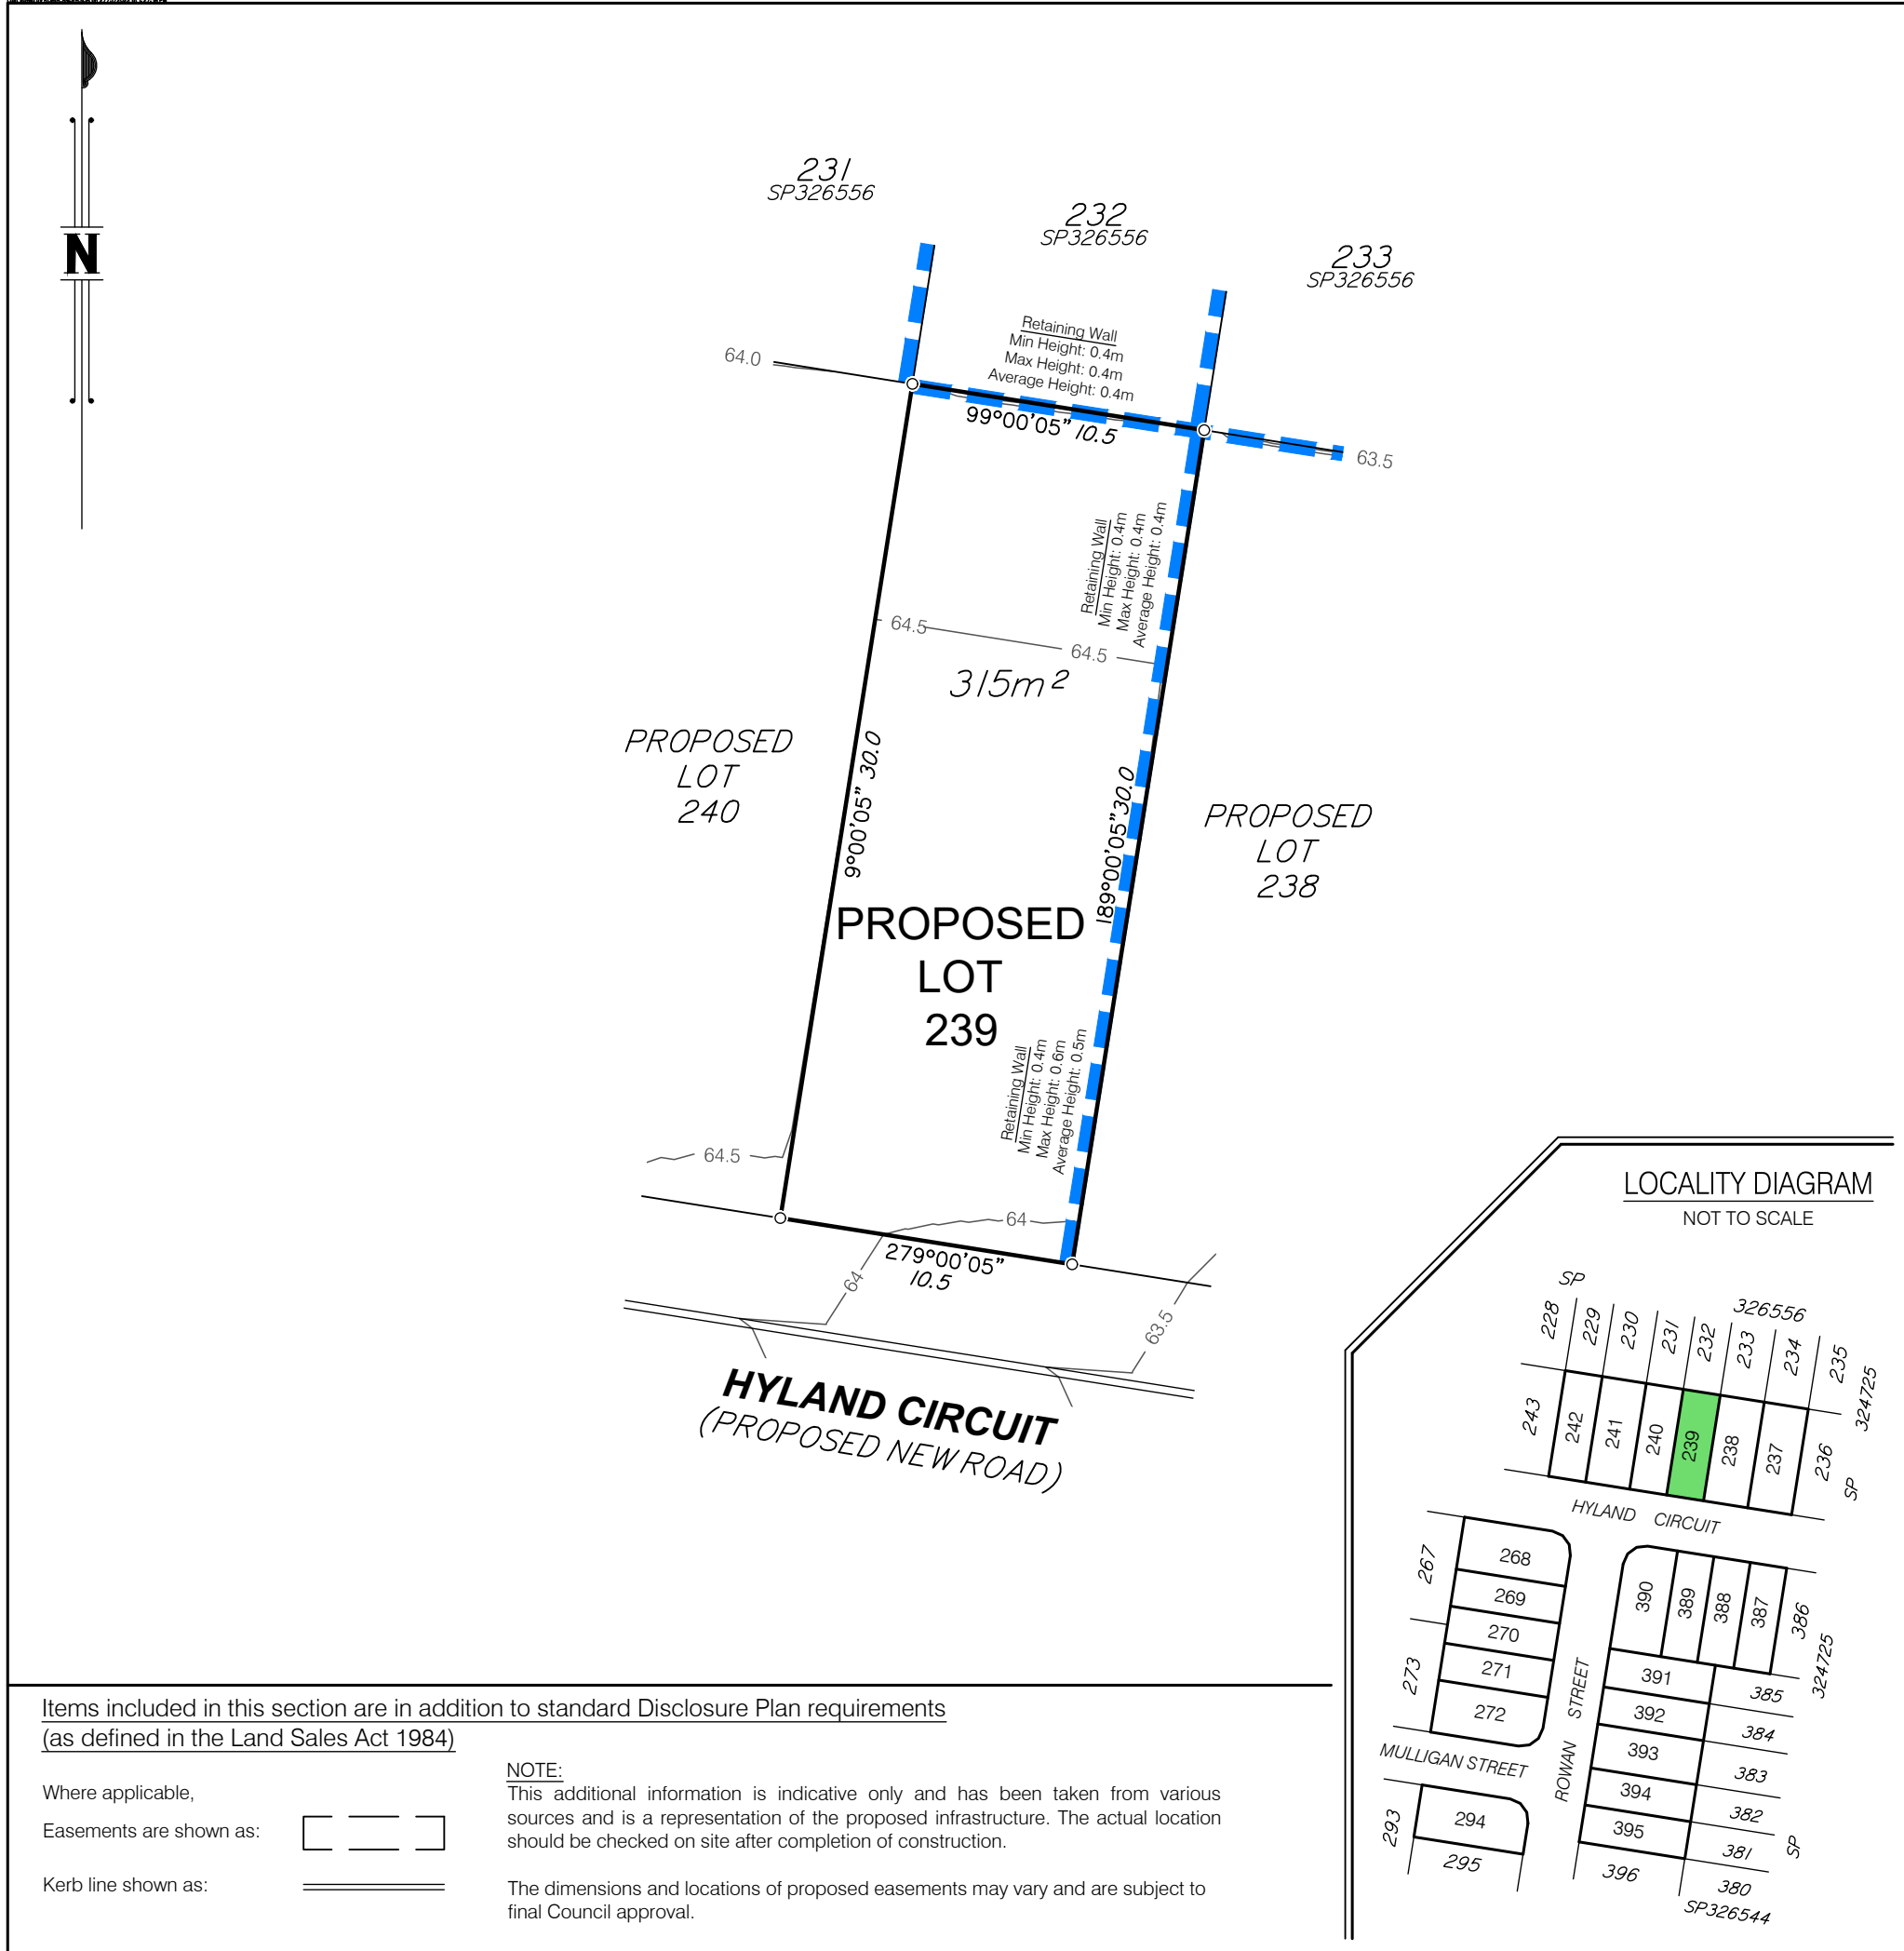 N
231
SP326556
232
SP326556
233
SP326556
Retaining Wall
Min Height: 0.4m
Max Height: 0.4m
Average Height: 0.4m
64.0
99°00'05" 10.5
63.5
Retaining Wall
Min Height: 0.4m
Max Height: 0.4m
Average Height: 0.4m
64.5
64.5
315m²
PROPOSED
LOT
240
9°00'05" 30.0
189°00'05" 30.0
PROPOSED
LOT
238
PROPOSED
LOT
239
Retaining Wall
Min Height: 0.4m
Max Height: 0.6m
Average Height: 0.5m
64.5
64
279°00'05"
10.5
64
63.5
HYLAND CIRCUIT
(PROPOSED NEW ROAD)
LOCALITY DIAGRAM
NOT TO SCALE
SP
326556
228
229
230
231
232
233
234
235
324725
243
242
241
240
239
238
237
236
SP
HYLAND CIRCUIT
267
268
269
270
271
272
273
390
389
388
387
386
324725
391
385
392
384
393
383
394
382
395
381
SP
396
380
SP326544
MULLIGAN STREET
ROWAN STREET
293
294
295
Items included in this section are in addition to standard Disclosure Plan requirements
(as defined in the Land Sales Act 1984)
Where applicable,
Easements are shown as:
Kerb line shown as:
NOTE:
This additional information is indicative only and has been taken from various
sources and is a representation of the proposed infrastructure. The actual location
should be checked on site after completion of construction.
The dimensions and locations of proposed easements may vary and are subject to
final Council approval.